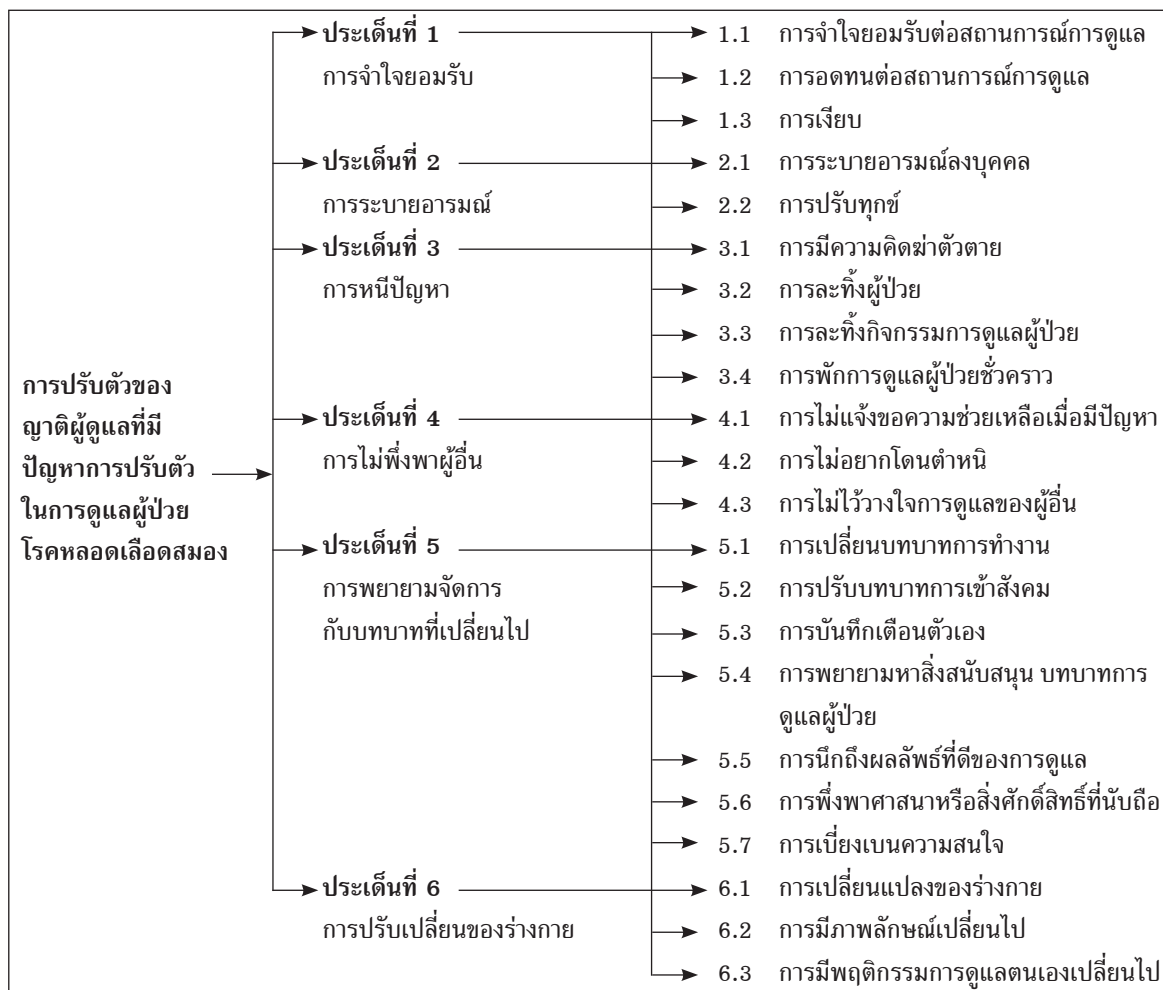 การปรับตัวของ
ญาติผู้ดูแลที่มี
ปัญหาการปรับตัว
ในการดูแลผู้ป่วย
โรคหลอดเลือดสมอง
ประเด็นที่ 1
การจำใจยอมรับ
1.1 การจำใจยอมรับต่อสถานการณ์การดูแล
1.2 การอดทนต่อสถานการณ์การดูแล
1.3 การเงียบ
ประเด็นที่ 2
การระบายอารมณ์
2.1 การระบายอารมณ์ลงบุคคล
2.2 การปรับทุกข์
ประเด็นที่ 3
การหนีปัญหา
3.1 การมีความคิดฆ่าตัวตาย
3.2 การละทิ้งผู้ป่วย
3.3 การละทิ้งกิจกรรมการดูแลผู้ป่วย
3.4 การพักการดูแลผู้ป่วยชั่วคราว
ประเด็นที่ 4
การไม่พึ่งพาผู้อื่น
4.1 การไม่แจ้งขอความช่วยเหลือเมื่อมีปัญหา
4.2 การไม่อยากโดนตำหนิ
4.3 การไม่ไว้วางใจการดูแลของผู้อื่น
ประเด็นที่ 5
การพยายามจัดการ
กับบทบาทที่เปลี่ยนไป
5.1 การเปลี่ยนบทบาทการทำงาน
5.2 การปรับบทบาทการเข้าสังคม
5.3 การบันทึกเตือนตัวเอง
5.4 การพยายามหาสิ่งสนับสนุน บทบาทการ
ดูแลผู้ป่วย
5.5 การนึกถึงผลลัพธ์ที่ดีของการดูแล
5.6 การพึ่งพาศาสนาหรือสิ่งศักดิ์สิทธิ์ที่นับถือ
5.7 การเบี่ยงเบนความสนใจ
ประเด็นที่ 6
การปรับเปลี่ยนของร่างกาย
6.1 การเปลี่ยนแปลงของร่างกาย
6.2 การมีภาพลักษณ์เปลี่ยนไป
6.3 การมีพฤติกรรมการดูแลตนเองเปลี่ยนไป